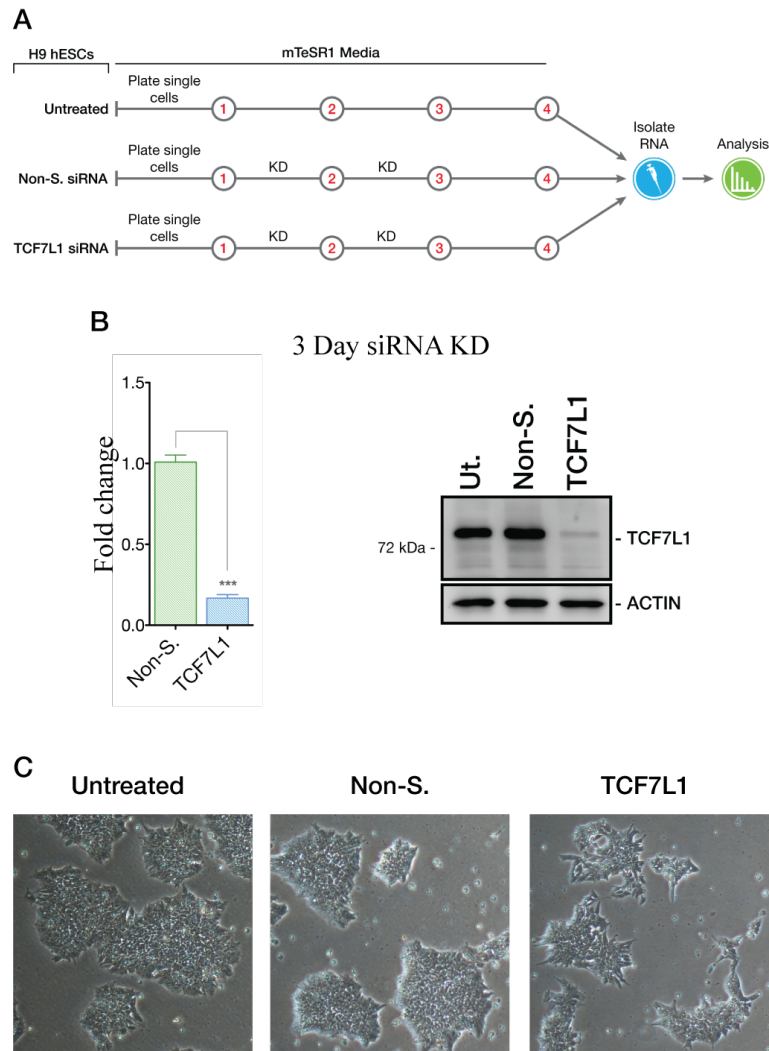 A
H9 hESCs
mTeSR1 Media
Plate single
cells
Untreated
1
2
3
4
Isolate
RNA
Analysis
Plate single
cells
KD
KD
Non-S. siRNA
1
2
3
4
Plate single
cells
KD
KD
TCF7L1 siRNA
1
2
3
4
B
3 Day siRNA KD
Fold change
1.5
1.0
0.5
0.0
***
Non-S.
TCF7L1
Ut.
Non-S.
TCF7L1
72 kDa -
- TCF7L1
- ACTIN
C
Untreated
Non-S.
TCF7L1